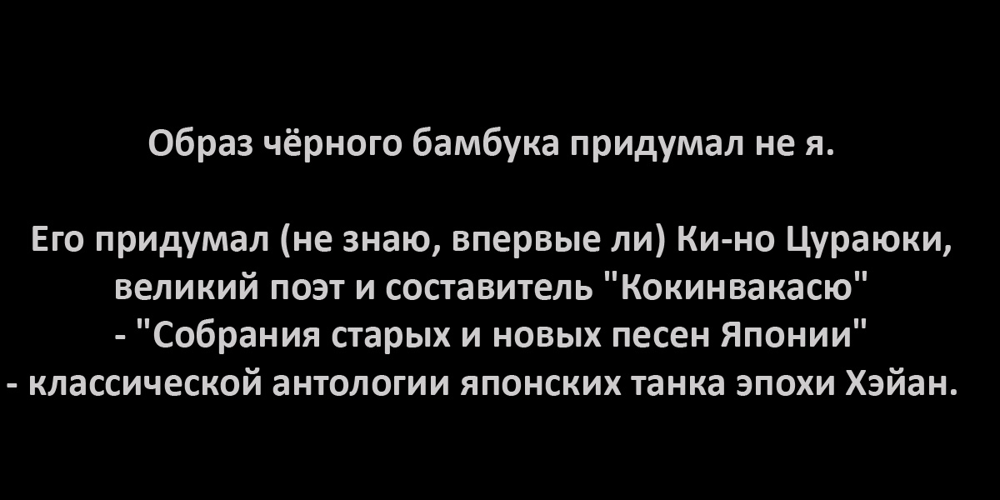 Образ чёрного бамбука придумал не я.
Его придумал (не знаю, впервые ли) Ки-но Цураюки,
великий поэт и составитель "Кокинвакасю"
- "Собрания старых и новых песен Японии"
- классической антологии японских танка эпохи Хэйан.